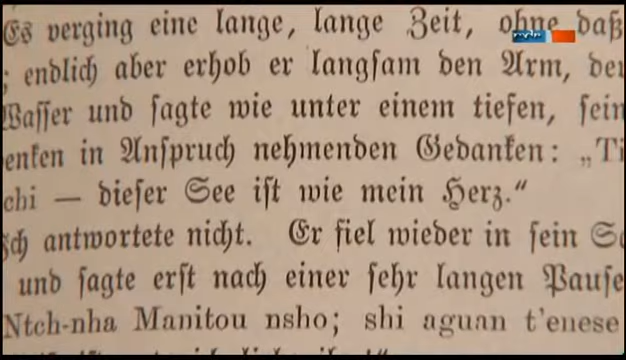 Es verging eine lange, lange Zeit, ohne daß
; endlich aber erhob er langsam den Arm, deu
Wasser und sagte wie unter einem tiefen, sein
enken in Anspruch nehmenden Gedanken: „Ti
chi — dieser See ist wie mein Herz.“
Ich antwortete nicht. Er fiel wieder in sein Sc
und sagte erst nach einer sehr langen Pause
Ntch-nha Manitou nsho; shi aguan t'enese